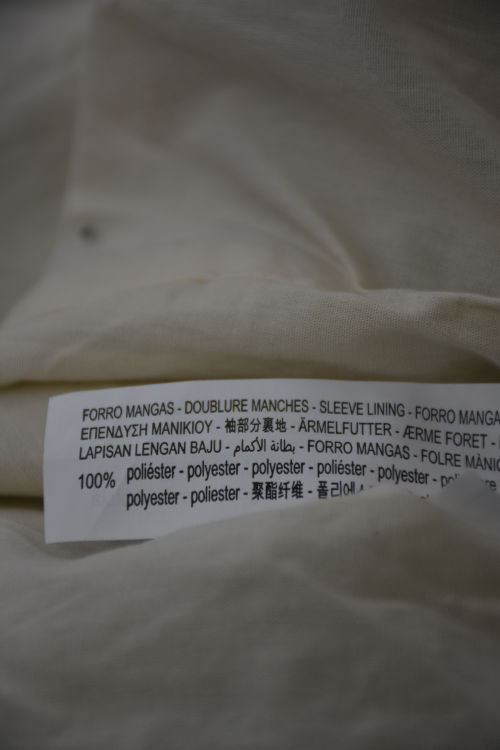 FORRO MANGAS - DOUBLURE MANCHES - SLEEVE LINING - FORRO MANGA
ΕΠΕΝΔΥΣΗ ΜΑΝΙΚΙΟΥ - 袖部分裏地 - ÄRMELFUTTER - ÆRME FORET -
LAPISAN LENGAN BAJU - بطانة الأكمام - FORRO MANGAS - FOLRE MÀNIG
100% poliéster - polyester - polyester - poliéster - polyester - po
polyester - poliester - 聚酯纤维 - 폴리에